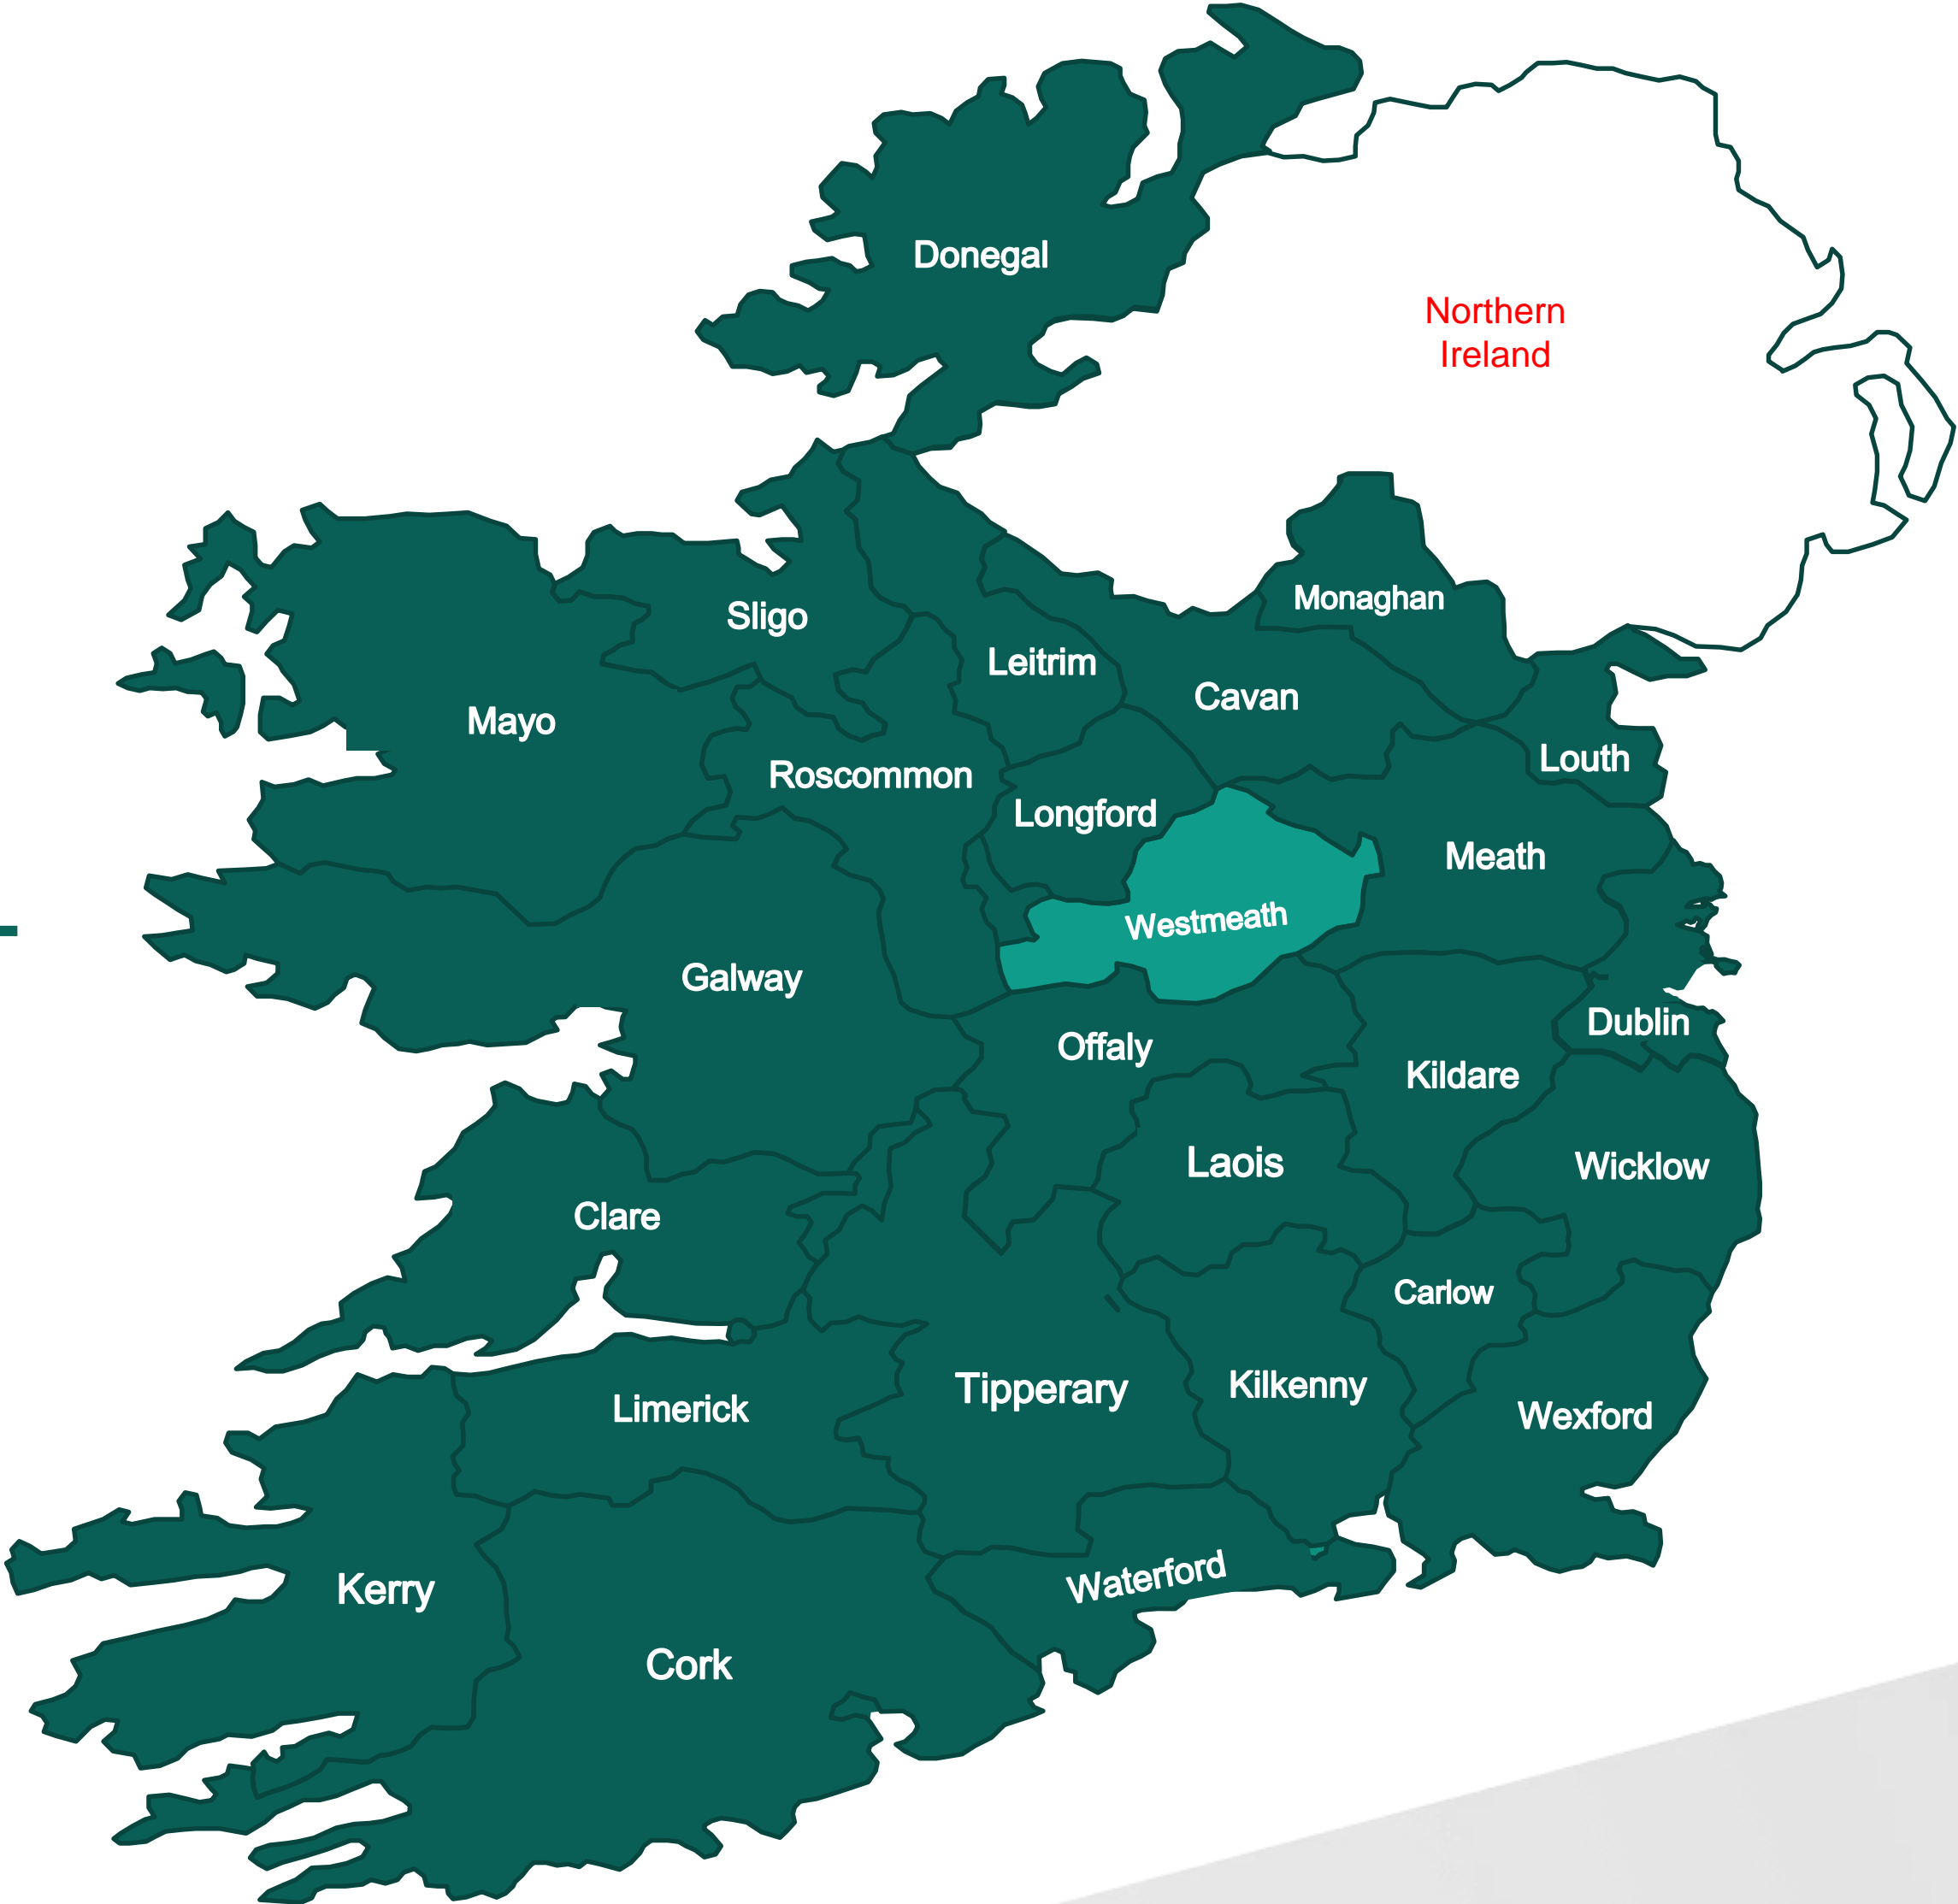 Donegal
Northern
Ireland
Monaghan
Sligo
Leitrim
Cavan
Mayo
Louth
Roscommon
Longford
Meath
Westmeath
Galway
Dublin
Offaly
Kildare
Laois
Wicklow
Clare
Carlow
Kilkenny
Tipperary
Limerick
Wexford
Waterford
Kerry
Cork